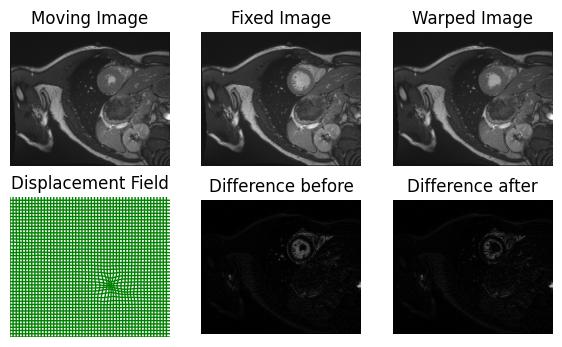 Moving Image
Fixed Image
Warped Image
Displacement Field
Difference before
Difference after